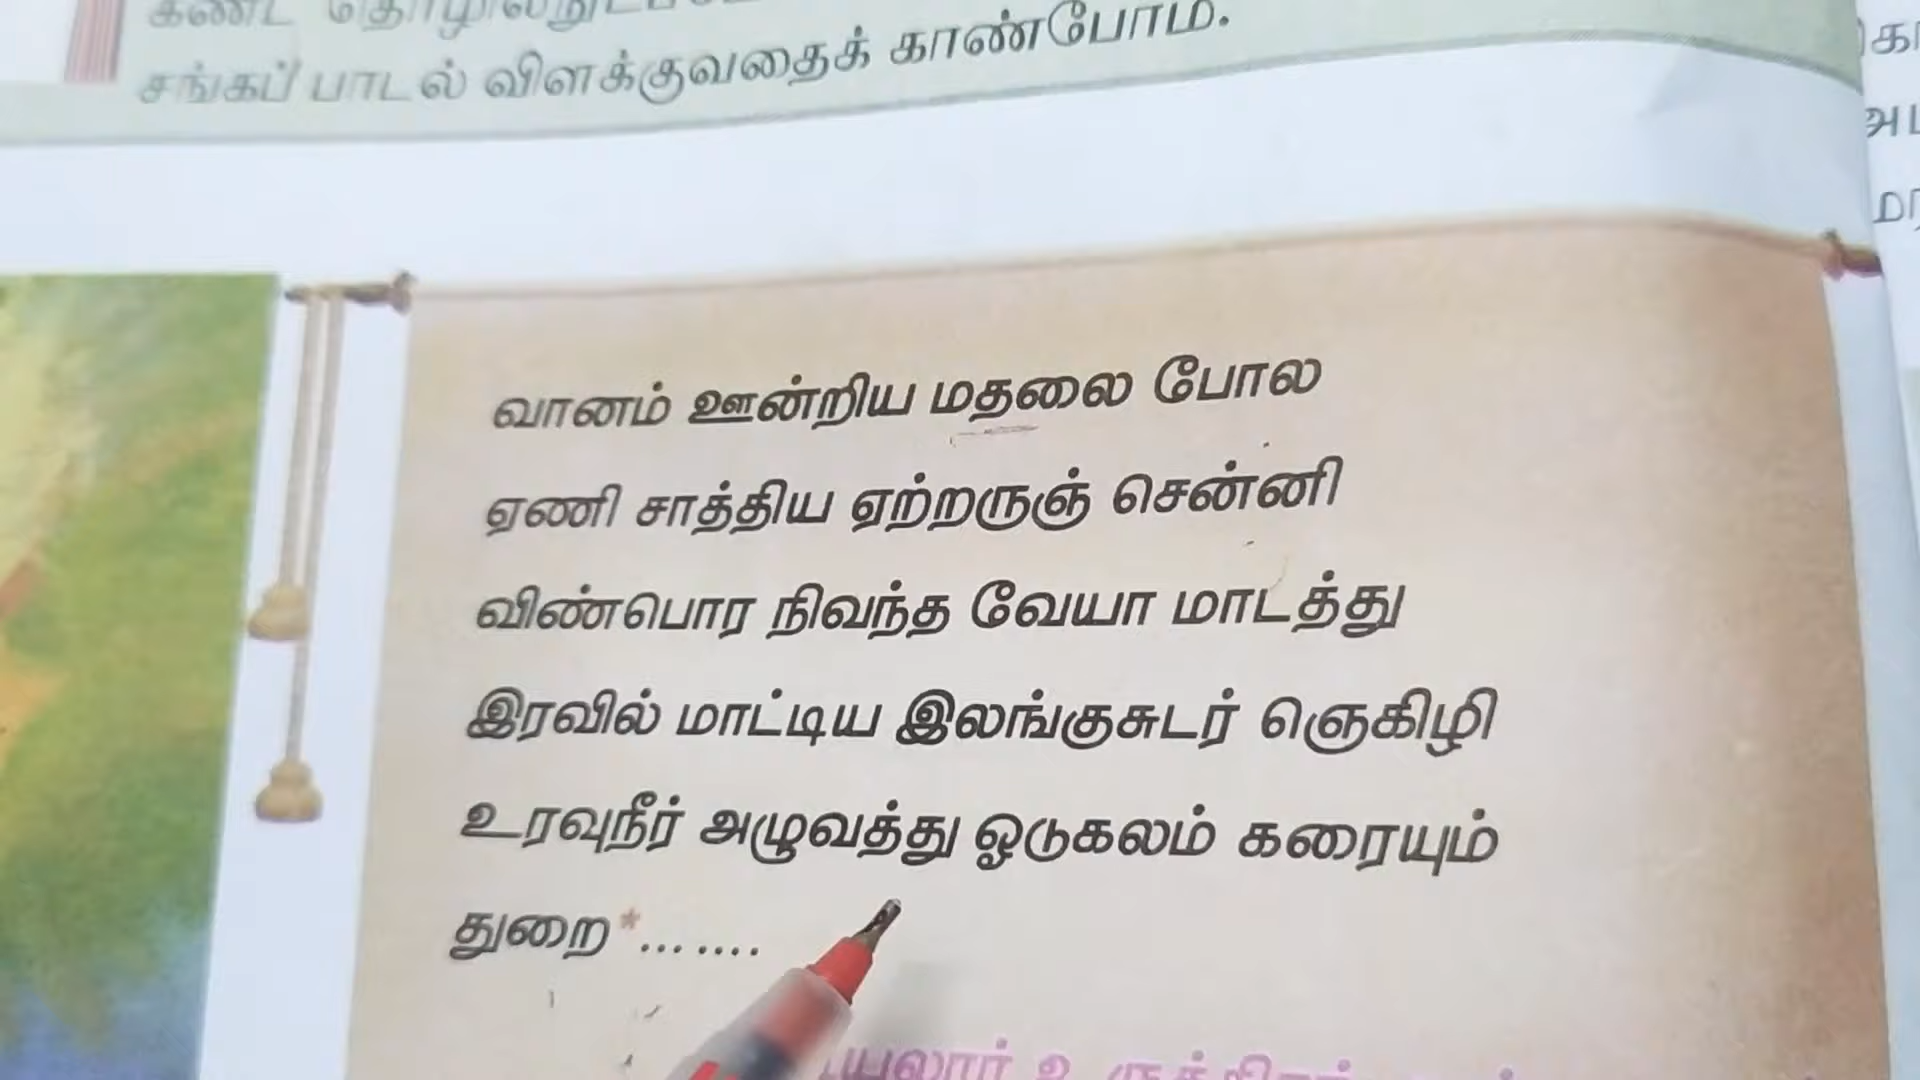 கண்ட
சங்கப் பாடல் விளக்குவதைக் காண்போம்.
வானம் ஊன்றிய மதலை போல
ஏணி சாத்திய ஏற்றருஞ் சென்னி
விண்பொர நிவந்த வேயா மாடத்து
இரவில் மாட்டிய இலங்குசுடர் ஞெகிழி
உரவுநீர் அழுவத்து ஓடுகலம் கரையும்
துறை*.......